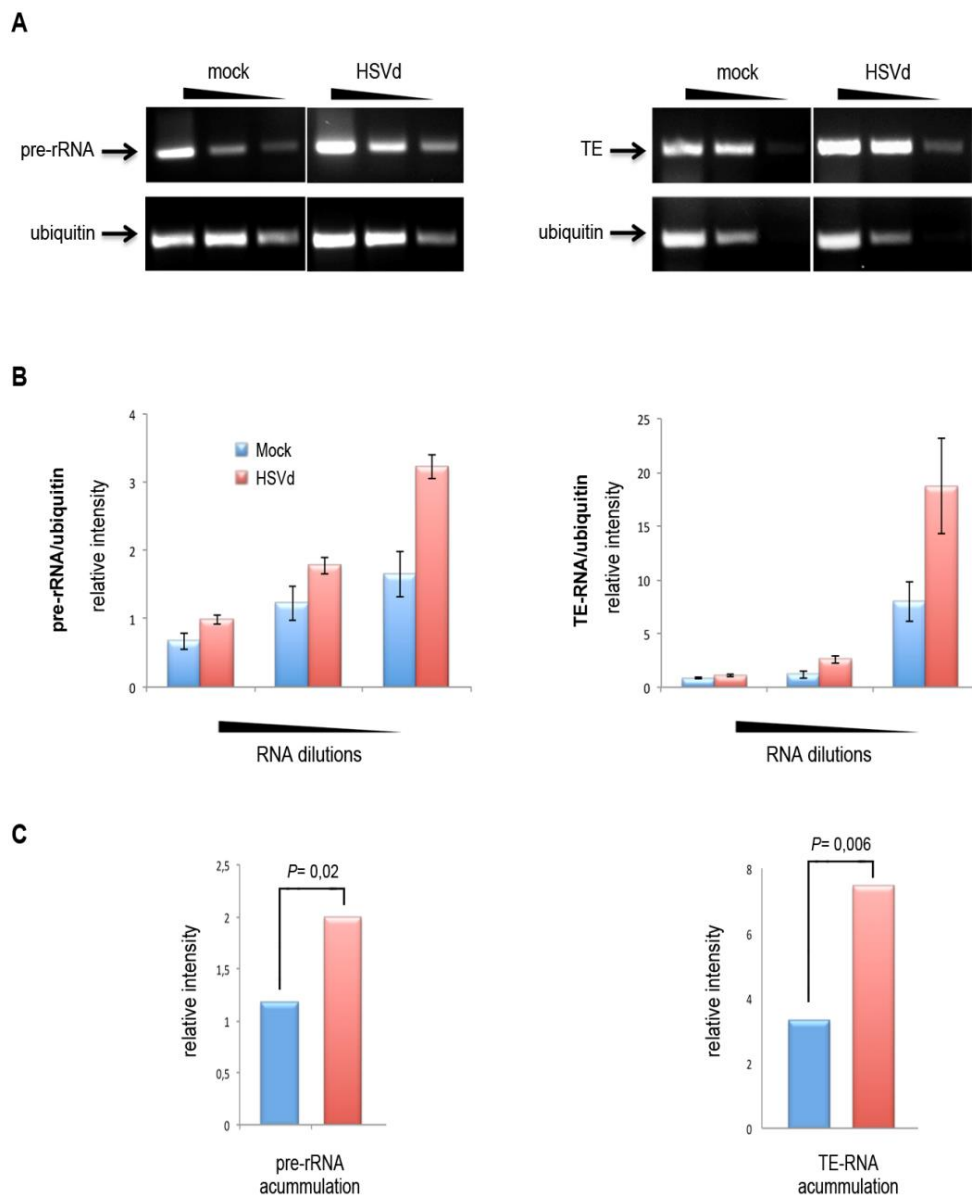 A
mock HSVd
pre-rRNA
ubiquitin
mock HSVd
TE
ubiquitin
B
pre-rRNA/ubiquitin
relative intensity
4
3
2
1
0
Mock
HSVd
RNA dilutions
TE-RNA/ubiquitin
relative intensity
25
20
15
10
5
0
RNA dilutions
C
P= 0,02
relative intensity
2,5
2
1,5
1
0,5
0
pre-rRNA
acummulation
P= 0,006
relative intensity
8
6
4
2
0
TE-RNA
acummulation